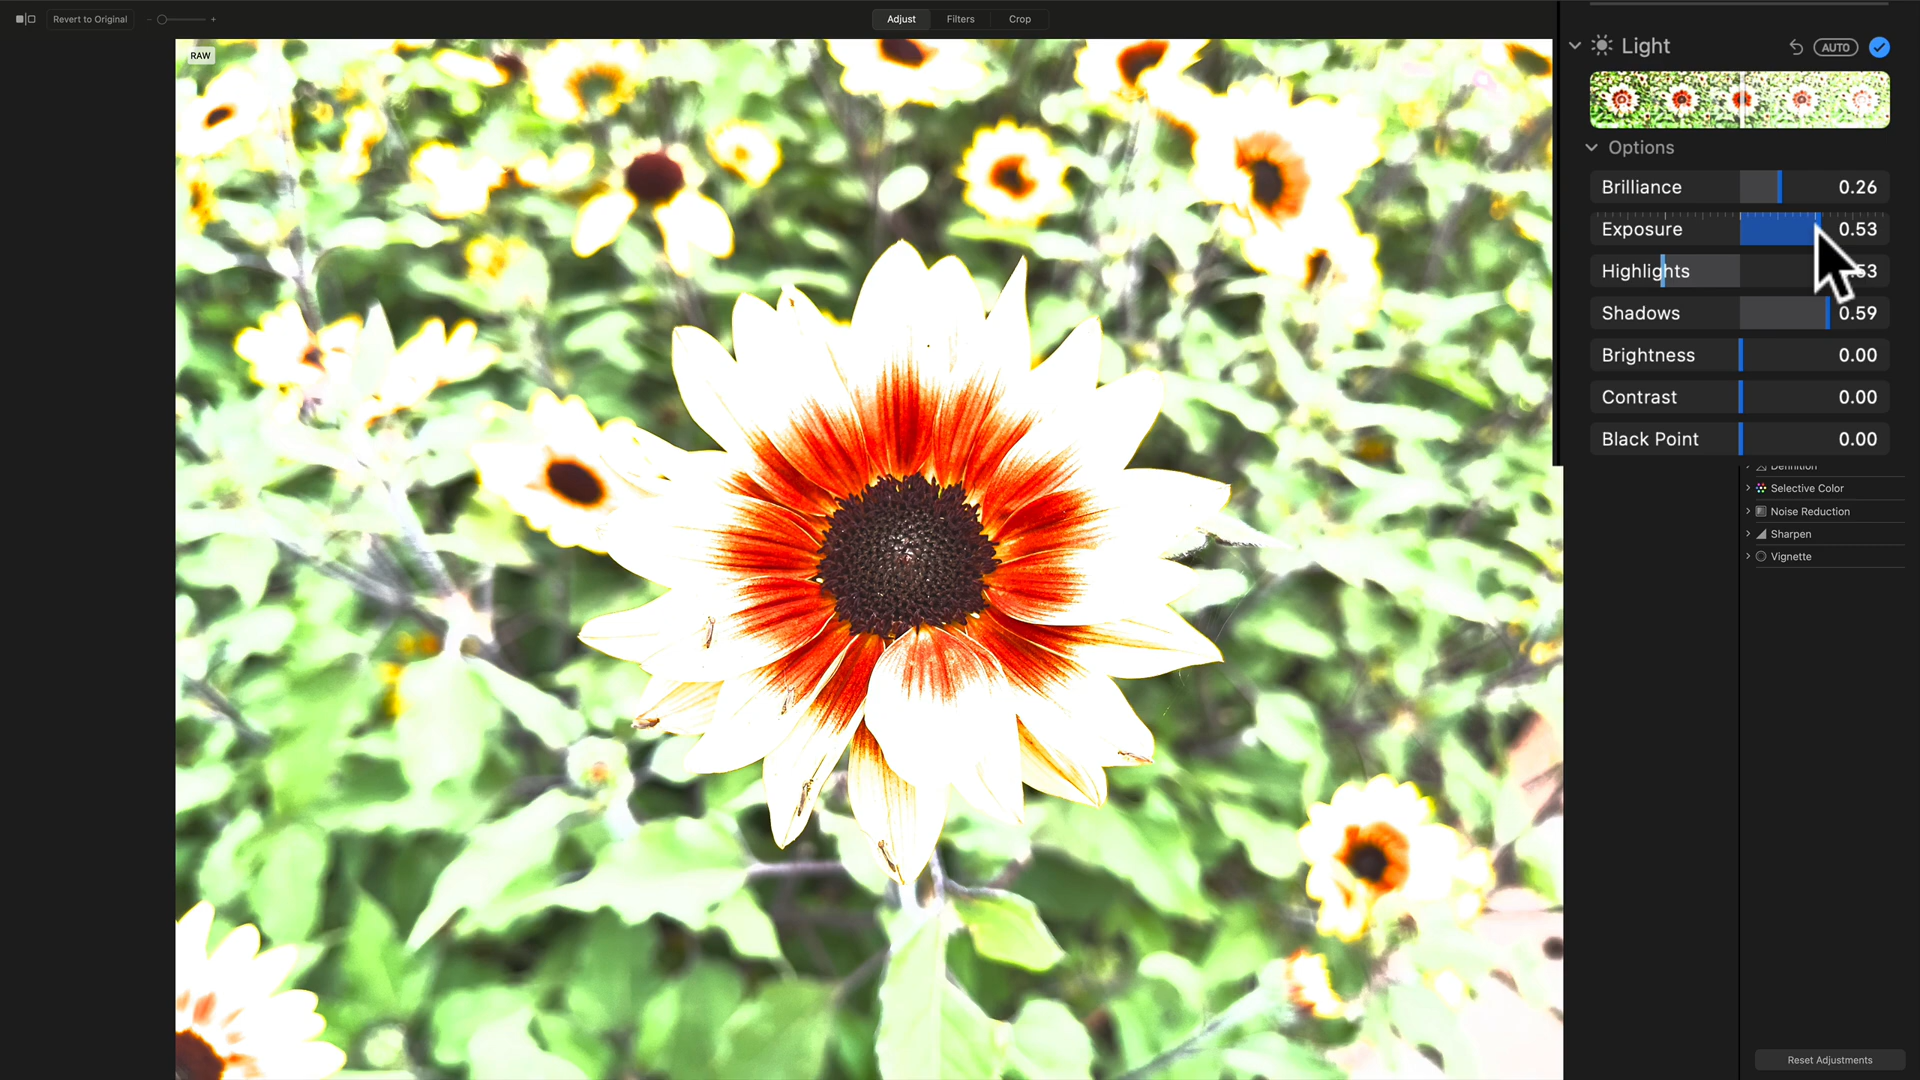 Revert to Original
Adjust
Filters
Crop
RAW
Light
AUTO
Options
Brilliance 0.26
Exposure 0.53
Highlights 53
Shadows 0.59
Brightness 0.00
Contrast 0.00
Black Point 0.00
Definition
Selective Color
Noise Reduction
Sharpen
Vignette
Reset Adjustments